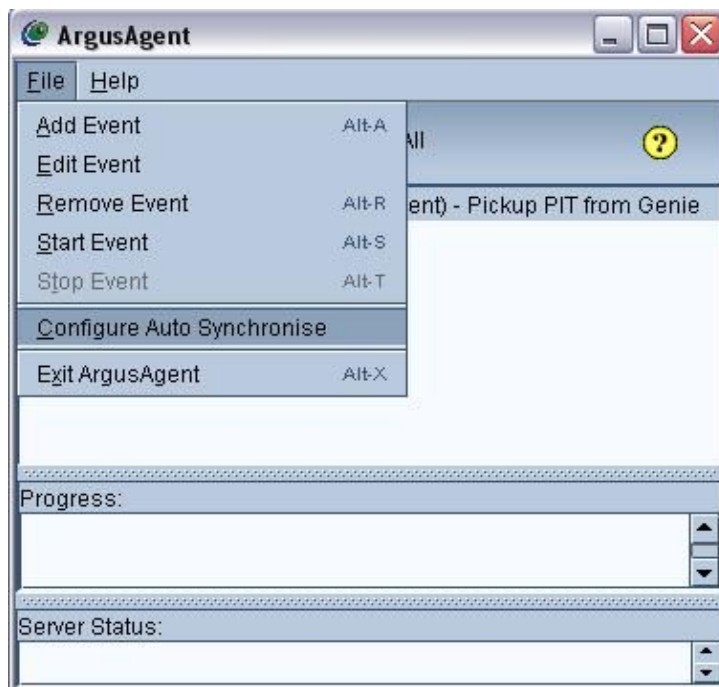 ArgusAgent
File Help
Add Event Alt-A
Edit Event
Remove Event Alt-R
Start Event Alt-S
Stop Event Alt-T
Configure Auto Synchronise
Exit ArgusAgent Alt-X
All
ent) - Pickup PIT from Genie
Progress:
Server Status: